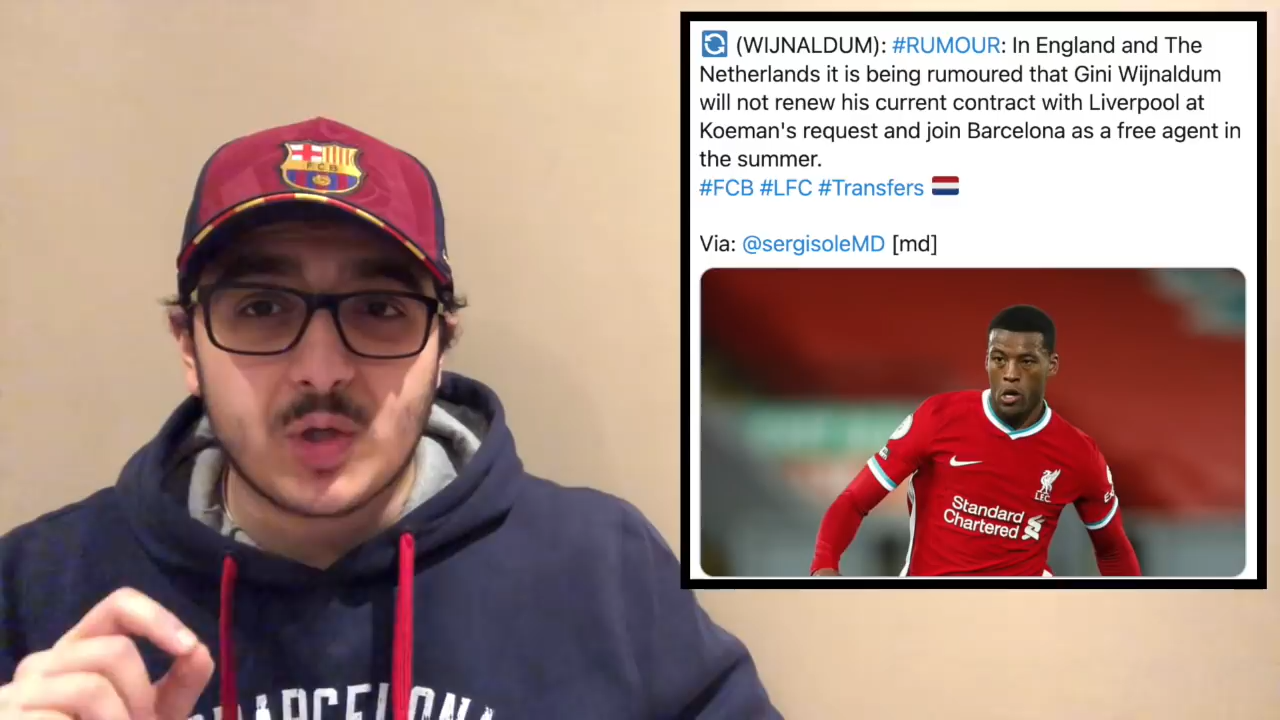 (WIJNALDUM): #RUMOUR: In England and The
Netherlands it is being rumoured that Gini Wijnaldum
will not renew his current contract with Liverpool at
Koeman's request and join Barcelona as a free agent in
the summer.
#FCB #LFC #Transfers
Via: @sergisoleMD [md]
FCB
L.F.C.
Standard
Chartered
BARCELONA